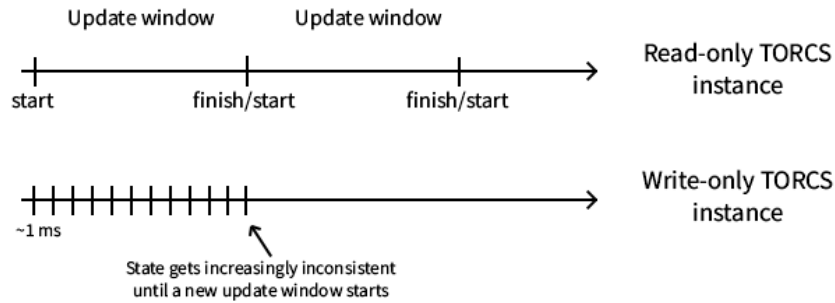 Update window
Update window
start
finish/start
finish/start
Read-only TORCS
instance
~1 ms
Write-only TORCS
instance
State gets increasingly inconsistent
until a new update window starts